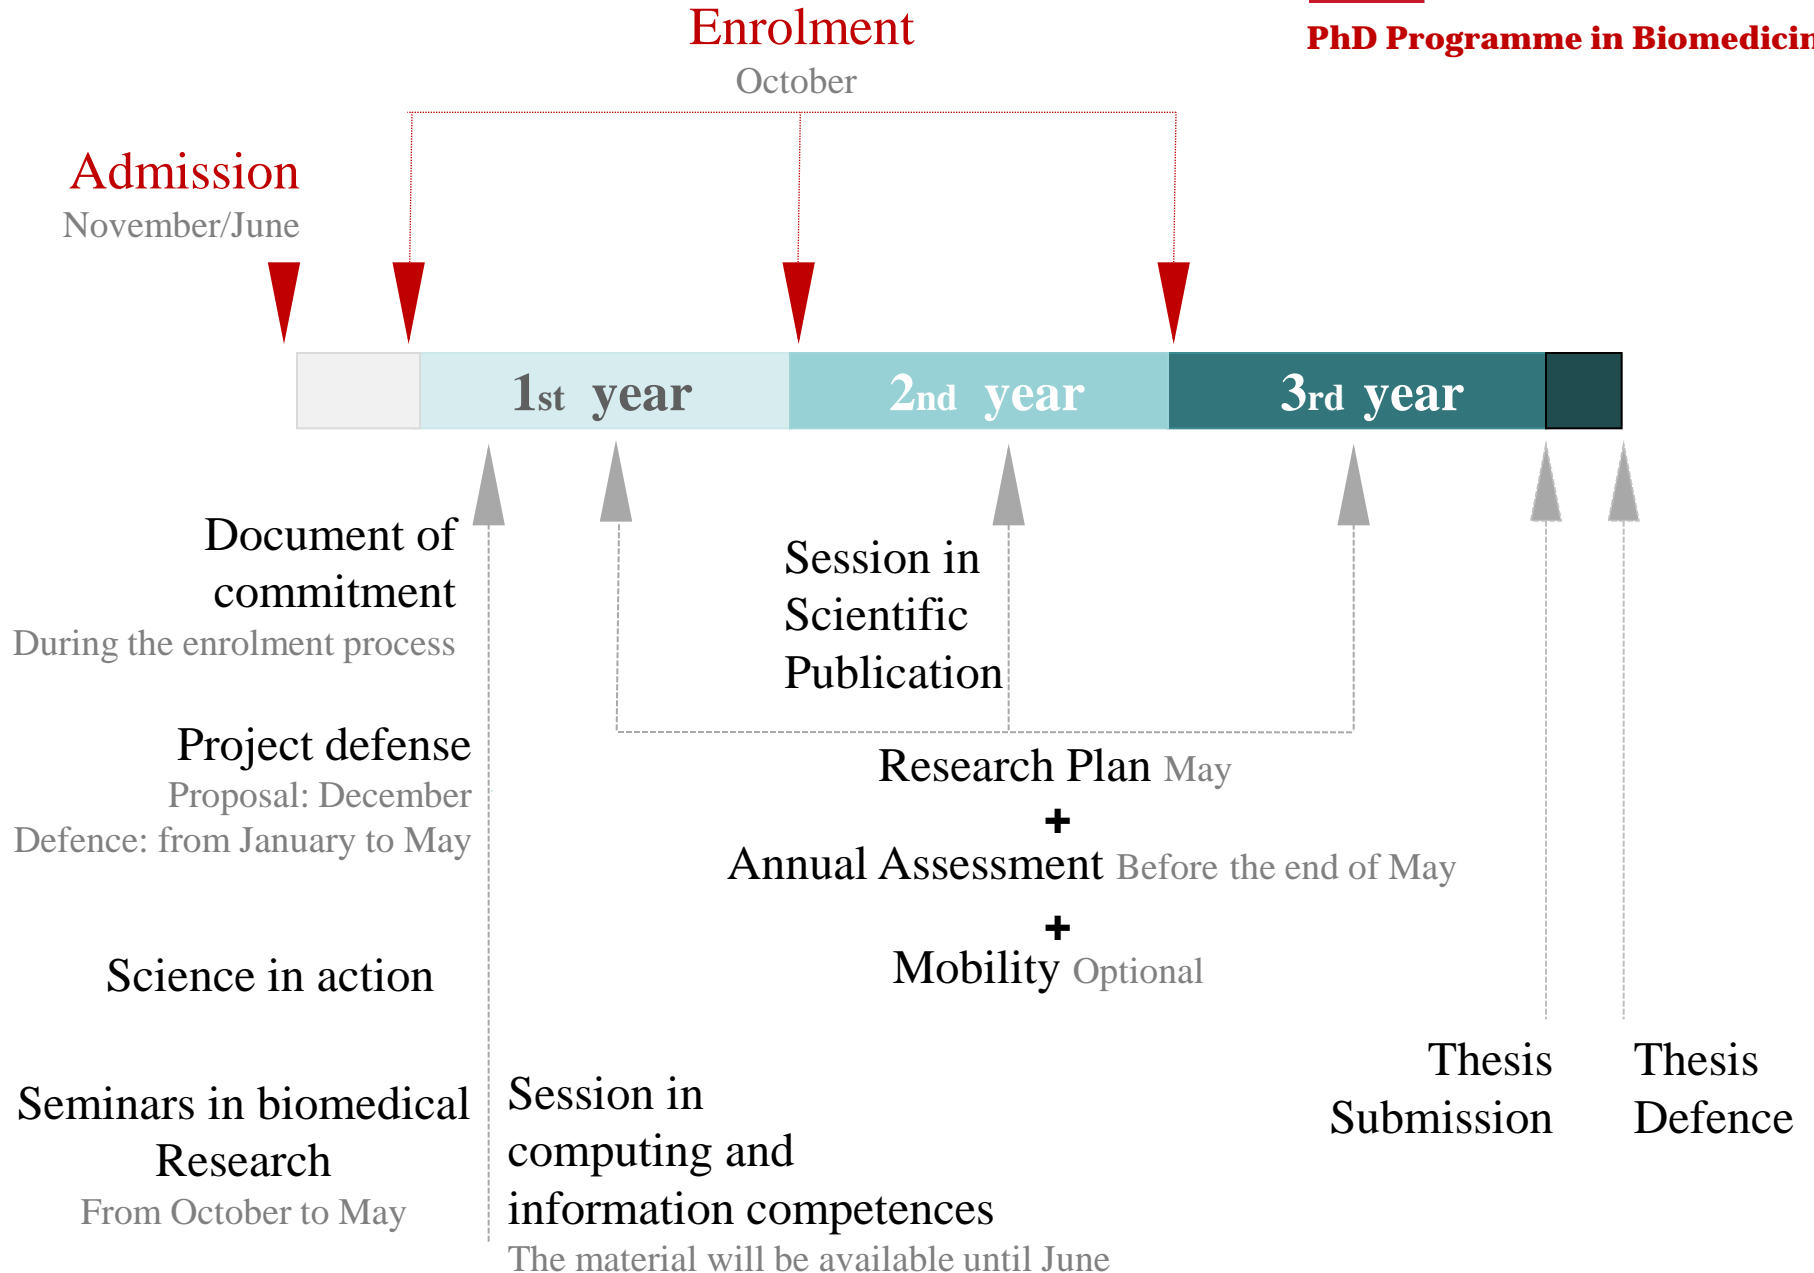 Enrolment
October
PhD Programme in Biomedicin
Admission
November/June
1st year
2nd year
3rd year
Document of
commitment
During the enrolment process
Session in
Scientific
Publication
Project defense
Proposal: December
Defence: from January to May
Research Plan May
+
Annual Assessment Before the end of May
+
Mobility Optional
Science in action
Seminars in biomedical
Research
From October to May
Session in
computing and
information competences
The material will be available until June
Thesis
Submission
Thesis
Defence